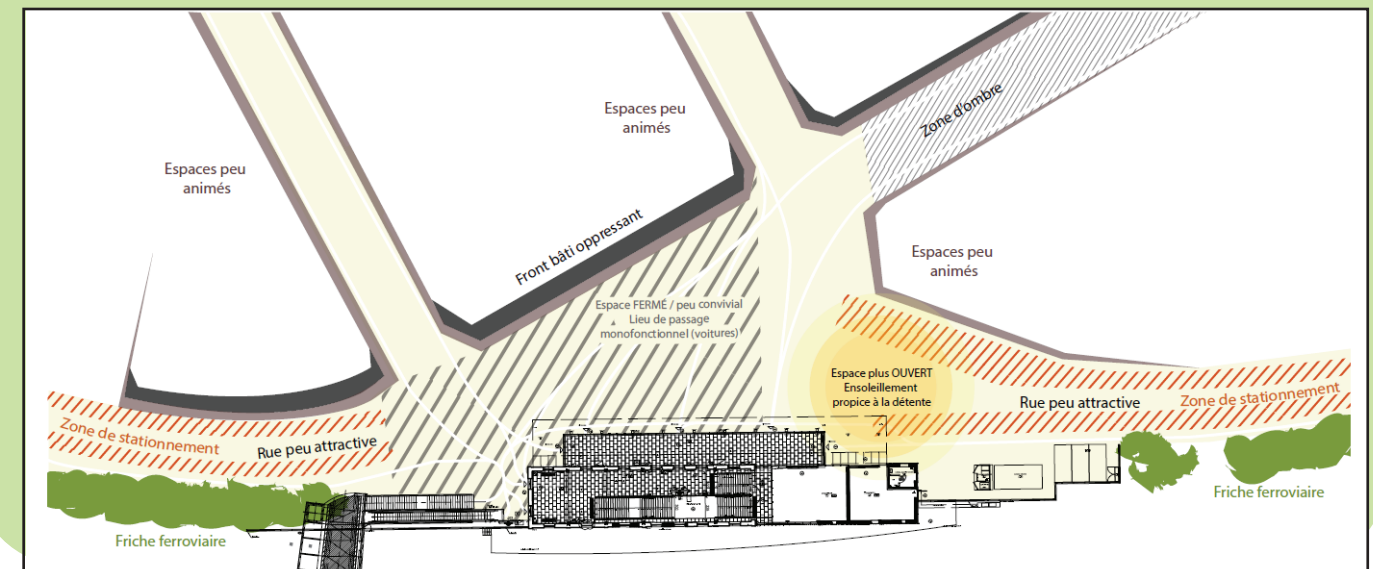 Zone d'ombre
Espaces peu
animés
Espaces peu
animés
Front bâti oppressant
Espaces peu
animés
Espace FERMÉ / peu convivial
Lieu de passage
monofonctionnel (voitures)
Espace plus OUVERT
Ensoleillement
propice à la détente
Zone de stationnement
Rue peu attractive
Rue peu attractive
Zone de stationnement
Friche ferroviaire
Friche ferroviaire